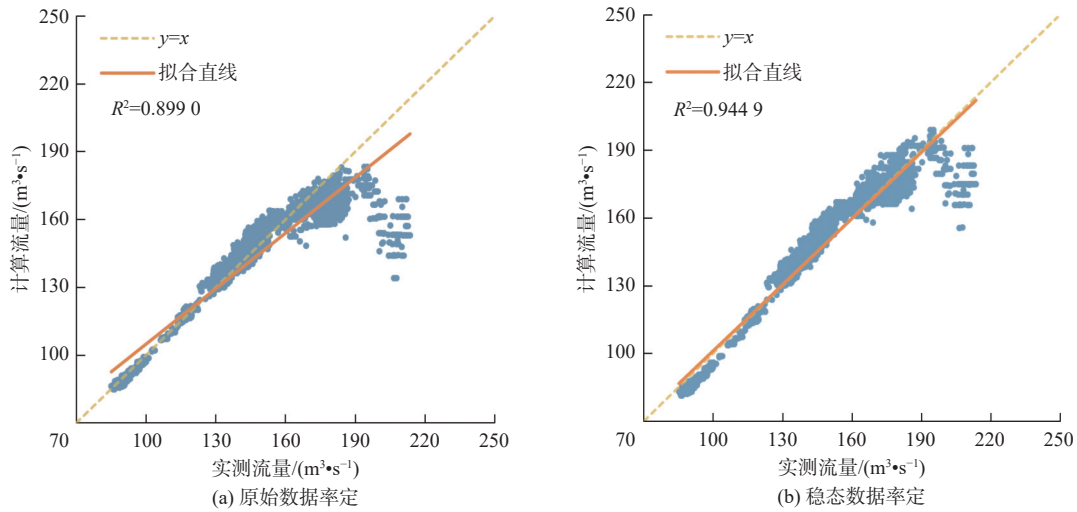 250
220
190
160
130
100
70
100
130
160
190
220
250
计算流量/(m³•s⁻¹)
y=x
拟合直线
R²=0.899 0
实测流量/(m³•s⁻¹)
(a) 原始数据率定
250
220
190
160
130
100
70
100
130
160
190
220
250
计算流量/(m³•s⁻¹)
y=x
拟合直线
R²=0.944 9
实测流量/(m³•s⁻¹)
(b) 稳态数据率定